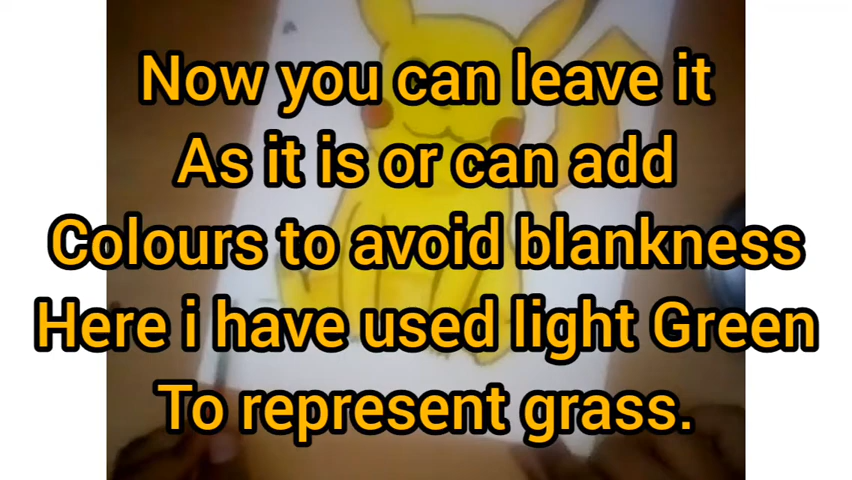 Now you can leave it
As it is or can add
Colours to avoid blankness
Here i have used light Green
To represent grass.